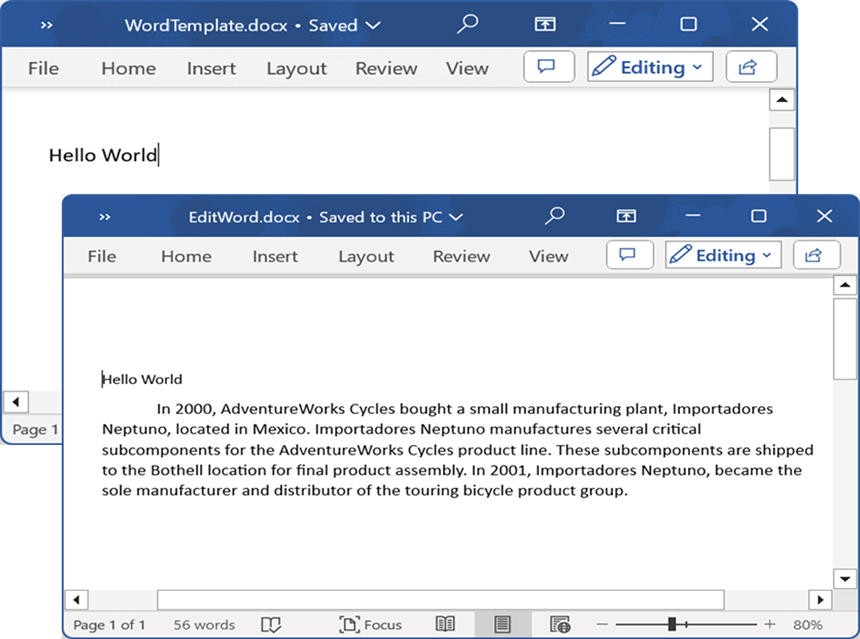 WordTemplate.docx • Saved
File Home Insert Layout Review View Editing
Hello World
Page 1
EditWord.docx • Saved to this PC
File Home Insert Layout Review View Editing
Hello World
In 2000, AdventureWorks Cycles bought a small manufacturing plant, Importadores
Neptuno, located in Mexico. Importadores Neptuno manufactures several critical
subcomponents for the AdventureWorks Cycles product line. These subcomponents are shipped
to the Bothell location for final product assembly. In 2001, Importadores Neptuno, became the
sole manufacturer and distributor of the touring bicycle product group.
Page 1 of 1 56 words Focus 80%